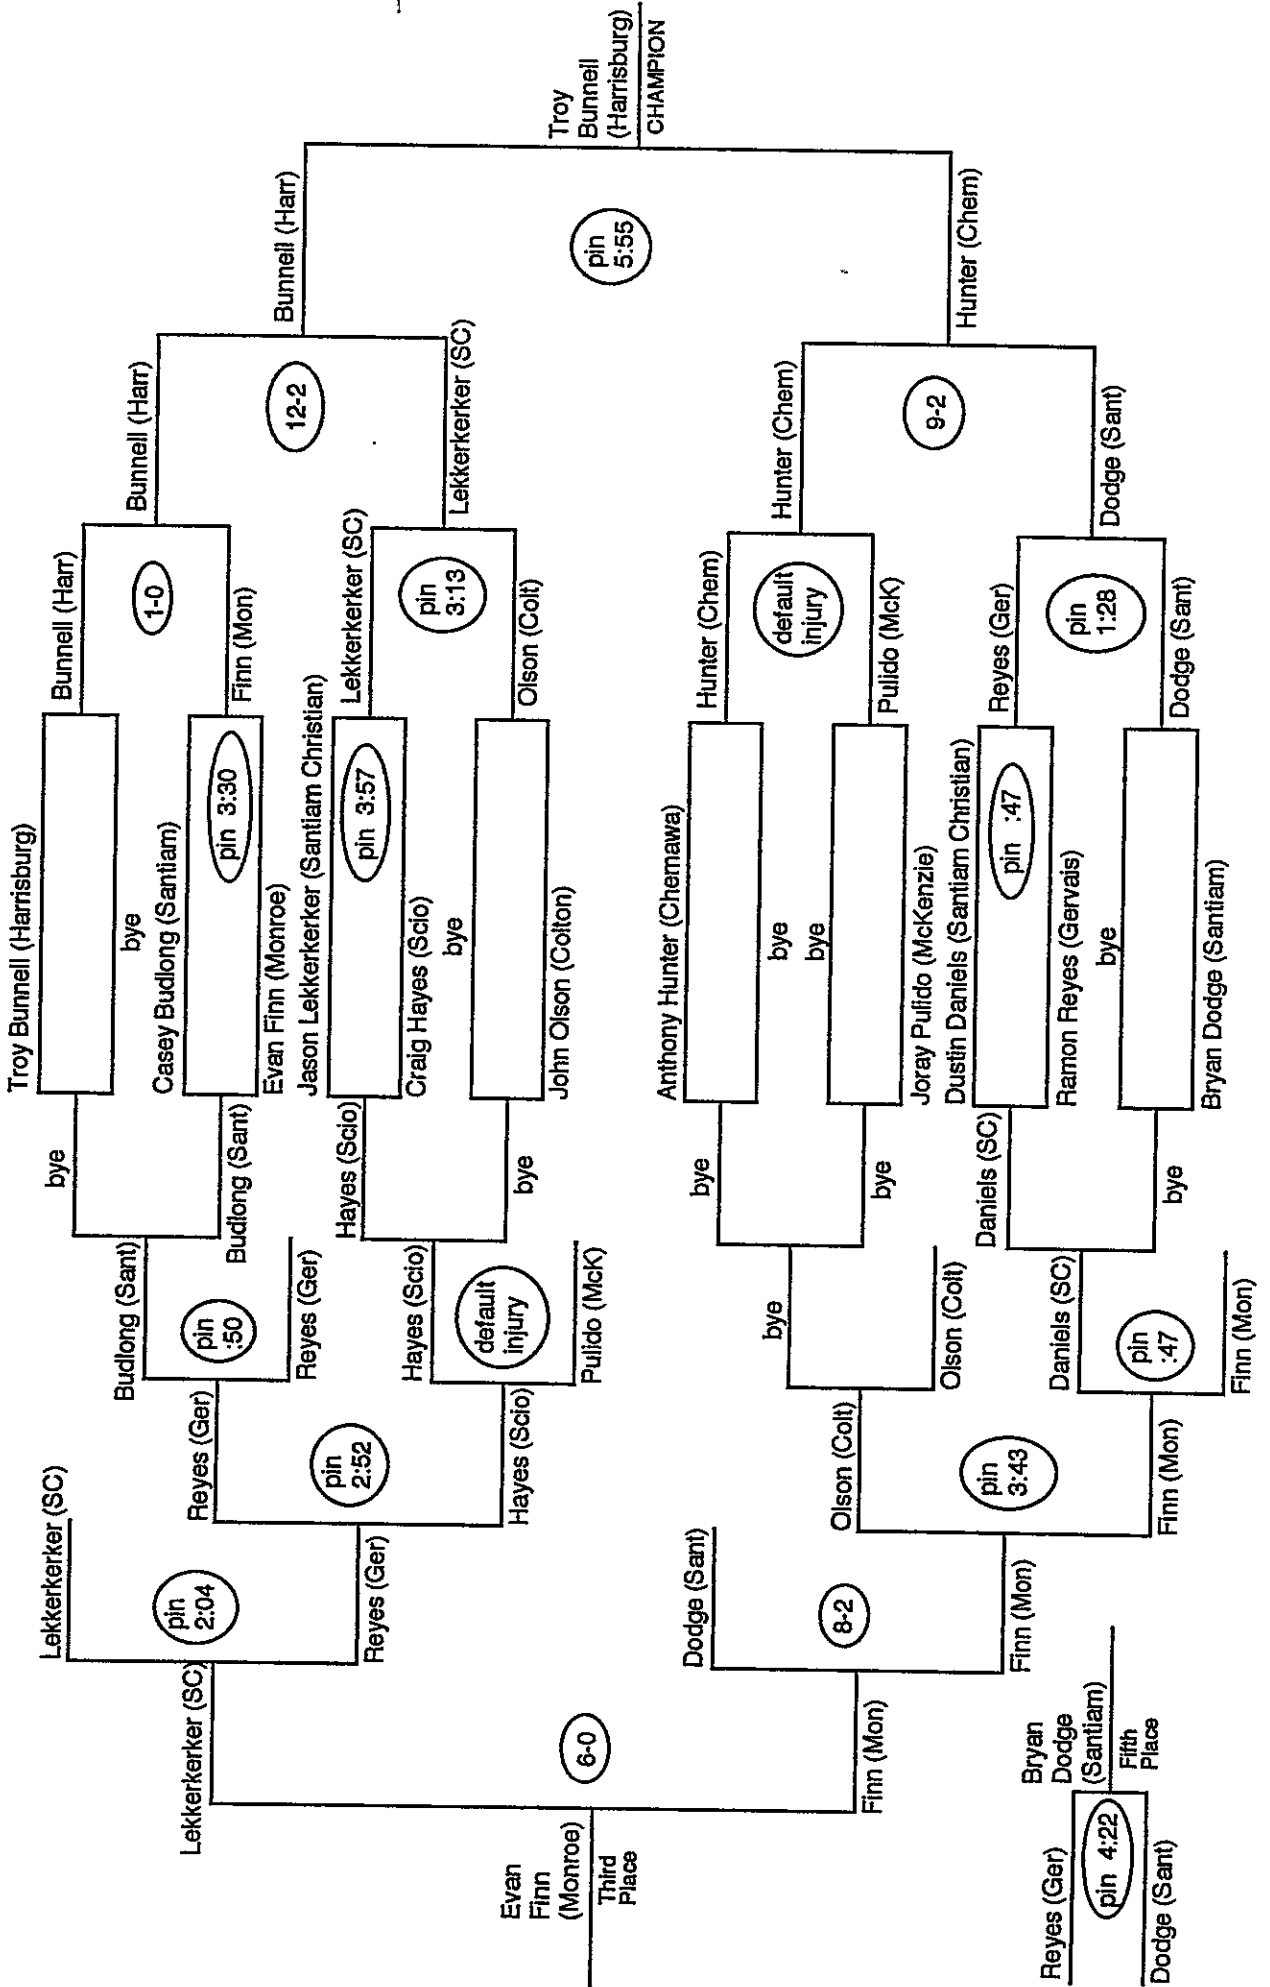 Troy Bunnell (Harrisburg)
bye
Casey Budlong (Santiam)
pin 3:30
Evan Finn (Monroe)
Jason Lekkerkerker (Santiam Christian)
pin 3:57
Craig Hayes (Scio)
bye
John Olson (Colton)
Anthony Hunter (Chemawa)
bye
bye
Joray Pulido (McKenzie)
Dustin Daniels (Santiam Christian)
pin :47
Ramon Reyes (Gervais)
bye
Bryan Dodge (Santiam)
Bunnell (Harr)
1-0
Finn (Mon)
Lekkerkerker (SC)
pin
3:13
Olson (Colt)
Hunter (Chem)
default
injury
Pulido (McK)
Reyes (Ger)
pin
1:28
Dodge (Sant)
Bunnell (Harr)
12-2
Lekkerkerker (SC)
Hunter (Chem)
9-2
Dodge (Sant)
Bunnell (Harr)
pin
5:55
Hunter (Chem)
Troy
Bunnell
(Harrisburg)
CHAMPION
bye
Budlong (Sant)
Hayes (Scio)
bye
bye
bye
Daniels (SC)
bye
Budlong (Sant)
pin
:50
Reyes (Ger)
Hayes (Scio)
default
injury
Pulido (McK)
bye
Olson (Colt)
Daniels (SC)
pin
:47
Finn (Mon)
Reyes (Ger)
pin
2:52
Hayes (Scio)
Olson (Colt)
pin
3:43
Finn (Mon)
Lekkerkerker (SC)
pin
2:04
Reyes (Ger)
Dodge (Sant)
8-2
Finn (Mon)
Lekkerkerker (SC)
6-0
Finn (Mon)
Evan
Finn
(Monroe)
Third
Place
Reyes (Ger)
pin 4:22
Dodge (Sant)
Bryan
Dodge
(Santiam)
Fifth
Place